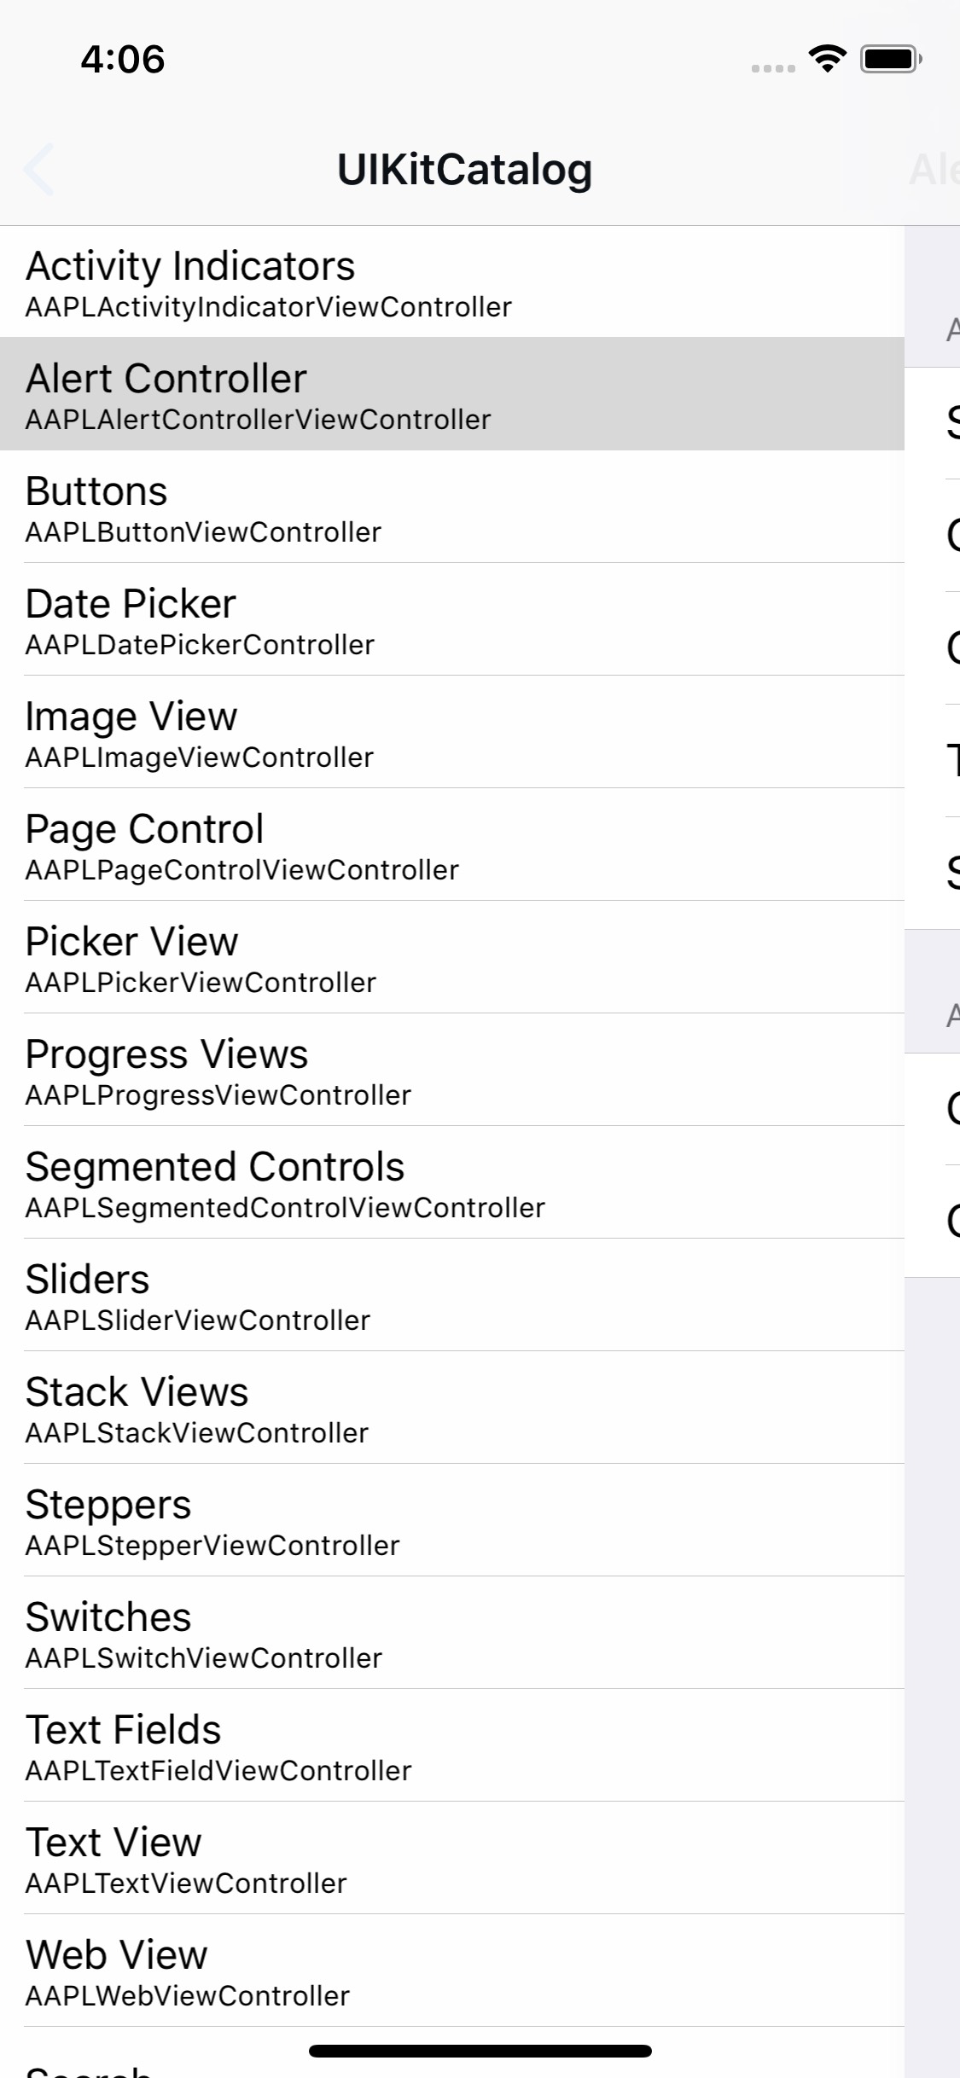 4:06
UIKitCatalog
Activity Indicators
AAPLActivityIndicatorViewController
Alert Controller
AAPLAlertControllerViewController
Buttons
AAPLButtonViewController
Date Picker
AAPLDatePickerController
Image View
AAPLImageViewController
Page Control
AAPLPageControlViewController
Picker View
AAPLPickerViewController
Progress Views
AAPLProgressViewController
Segmented Controls
AAPLSegmentedControlViewController
Sliders
AAPLSliderViewController
Stack Views
AAPLStackViewController
Steppers
AAPLStepperViewController
Switches
AAPLSwitchViewController
Text Fields
AAPLTextFieldViewController
Text View
AAPLTextViewController
Web View
AAPLWebViewController
Search